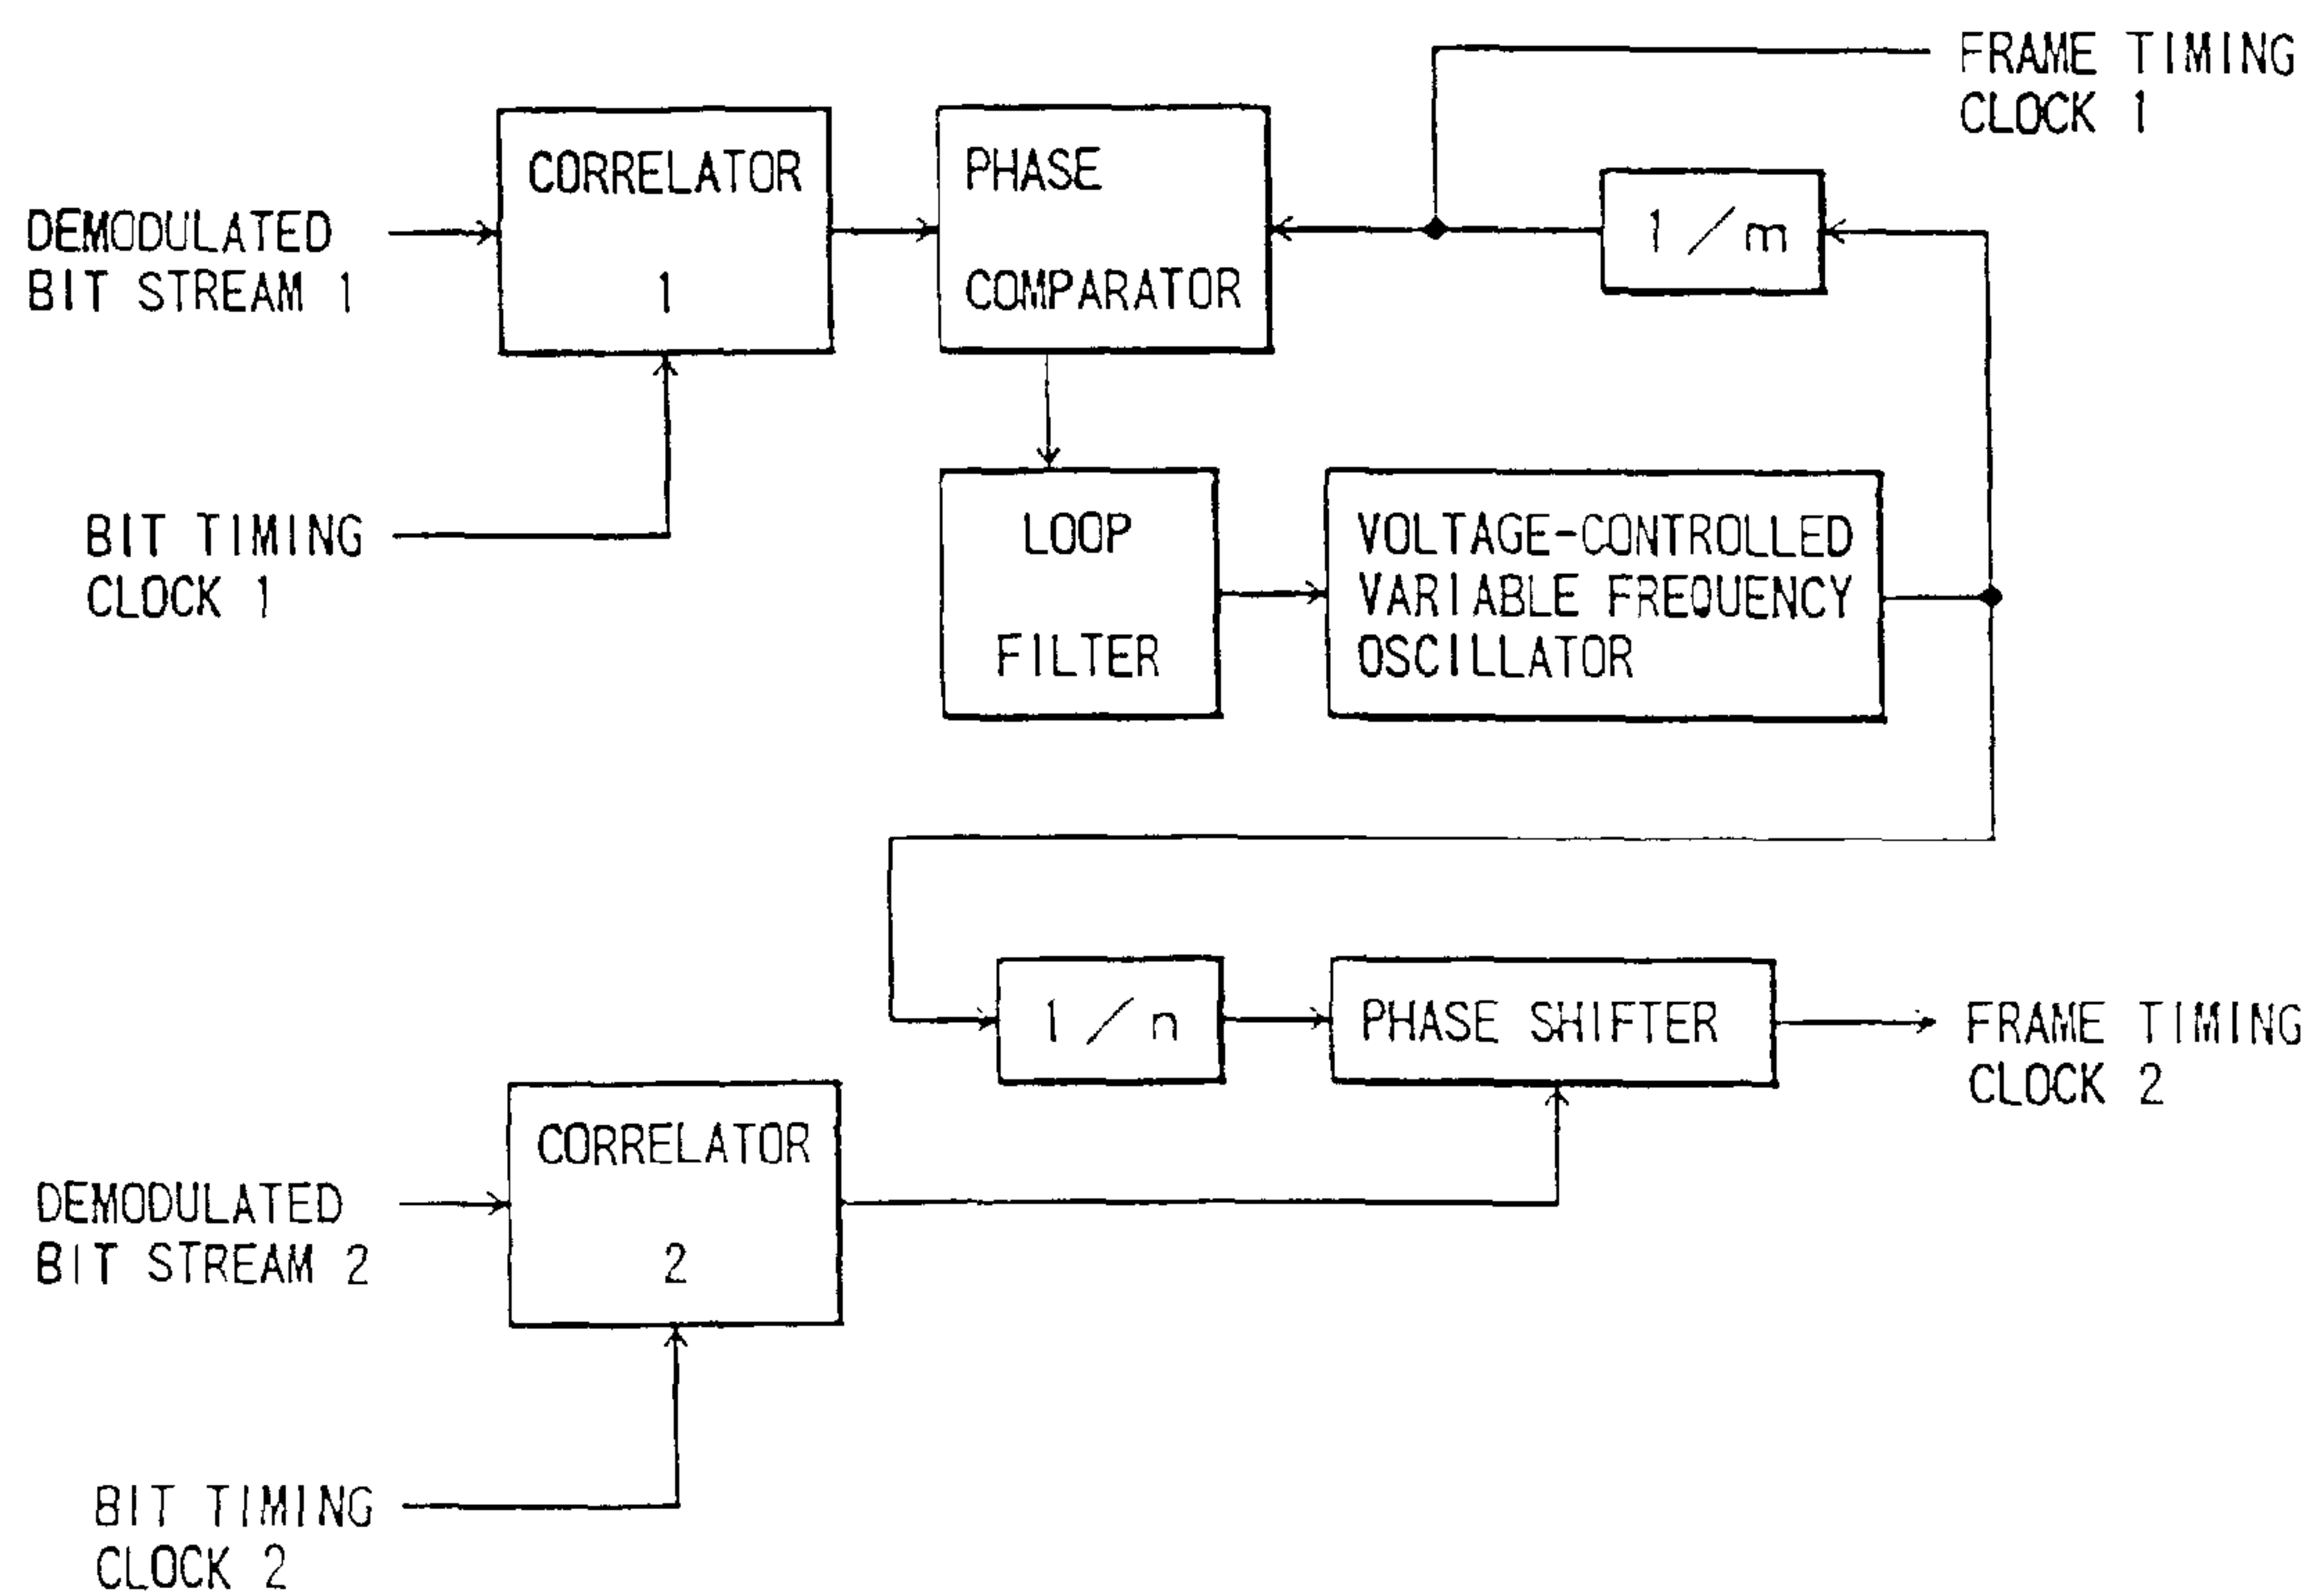 FRAME TIMING
CLOCK 1
CORRELATOR
1
PHASE
COMPARATOR
1/m
DEMODULATED
BIT STREAM 1
BIT TIMING
CLOCK 1
LOOP
FILTER
VOLTAGE-CONTROLLED
VARIABLE FREQUENCY
OSCILLATOR
1/n
PHASE SHIFTER
FRAME TIMING
CLOCK 2
CORRELATOR
2
DEMODULATED
BIT STREAM 2
BIT TIMING
CLOCK 2